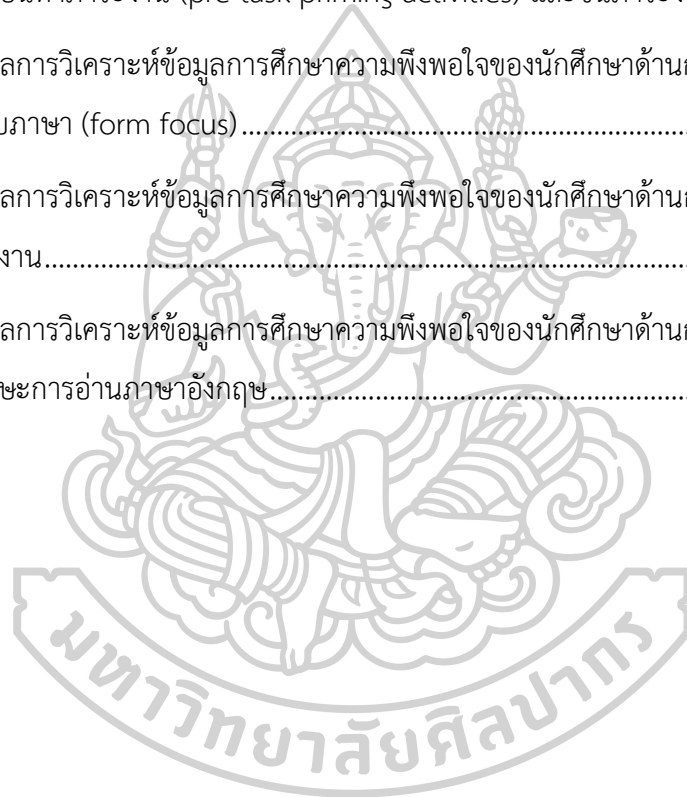 (pre-task priming activities)
ลการวิเคราะห์ข้อมูลการศึกษาความพึงพอใจของนักศึกษาด้าน
บภาษา (form focus)........................................................................
ลการวิเคราะห์ข้อมูลการศึกษาความพึงพอใจของนักศึกษาด้าน
งาน........................................................................
ลการวิเคราะห์ข้อมูลการศึกษาความพึงพอใจของนักศึกษาด้าน
ษะการอ่านภาษาอังกฤษ........................................................................
มหาวิทยาลัยศิลปากร